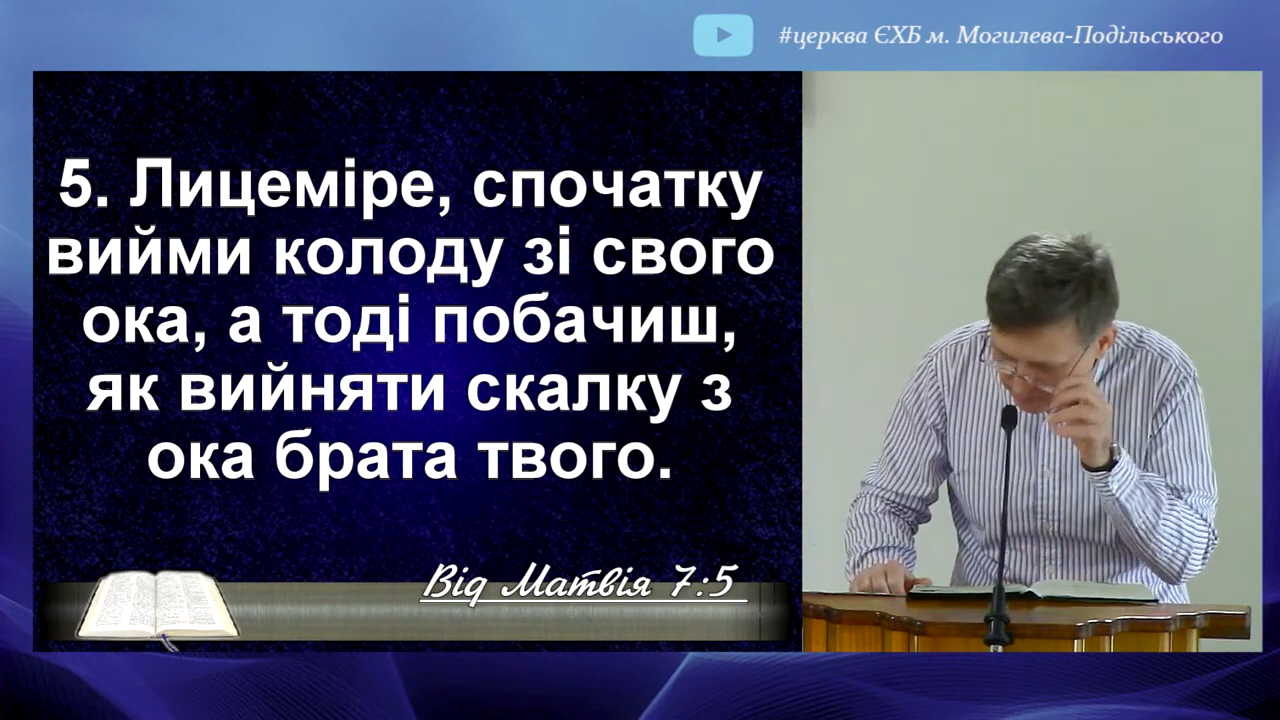 #церква ЄХБ м. Могилева-Подільського
5. Лицеміре, спочатку
вийми колоду зі свого
ока, а тоді побачиш,
як вийняти скалку з
ока брата твого.
Від Матвія 7:5